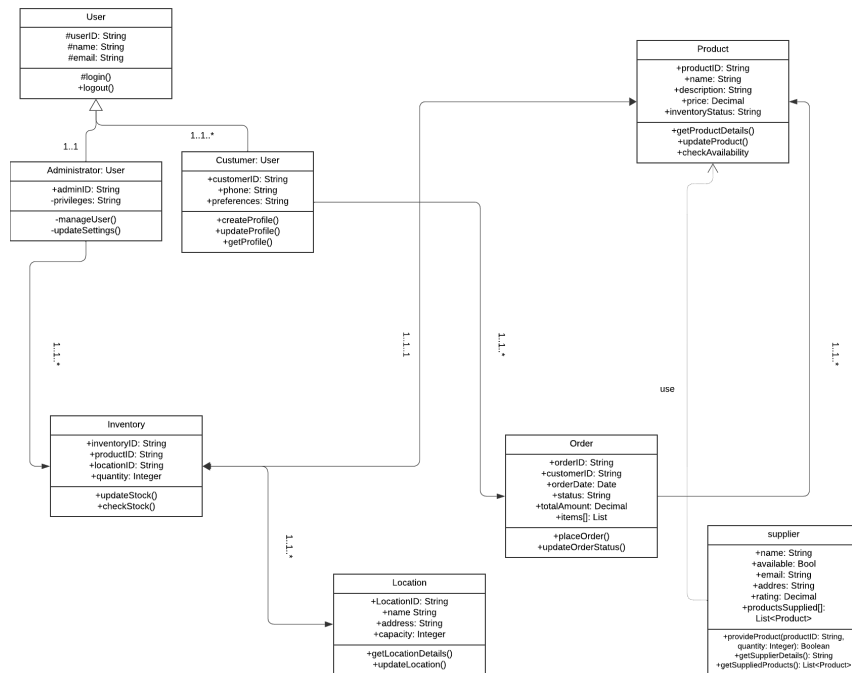 User
#userID: String
#name: String
#email: String
#login()
+logout()
1..1
1..1..*
Administrator: User
+adminID: String
-privileges: String
-manageUser()
-updateSettings()
Custumer: User
+customerID: String
+phone: String
+preferences: String
+createProfile()
+updateProfile()
+getProfile()
Product
+productID: String
+name: String
+description: String
+price: Decimal
+inventoryStatus: String
+getProductDetails()
+updateProduct()
+checkAvailability
1..1..*
1..1..1
1..1..*
1..1..*
use
Inventory
+inventoryID: String
+productID: String
+locationID: String
+quantity: Integer
+updateStock()
+checkStock()
1..1..*
Order
+orderID: String
+customerID: String
+orderDate: Date
+status: String
+totalAmount: Decimal
+items[]: List
+placeOrder()
+updateOrderStatus()
Location
+LocationID: String
+name String
+address: String
+capacity: Integer
+getLocationDetails()
+updateLocation()
supplier
+name: String
+available: Bool
+email: String
+addres: String
+rating: Decimal
+productsSupplied[]:
List<Product>
+provideProduct(productID: String,
quantity: Integer): Boolean
+getSupplierDetails(): String
+getSuppliedProducts(): List<Product>